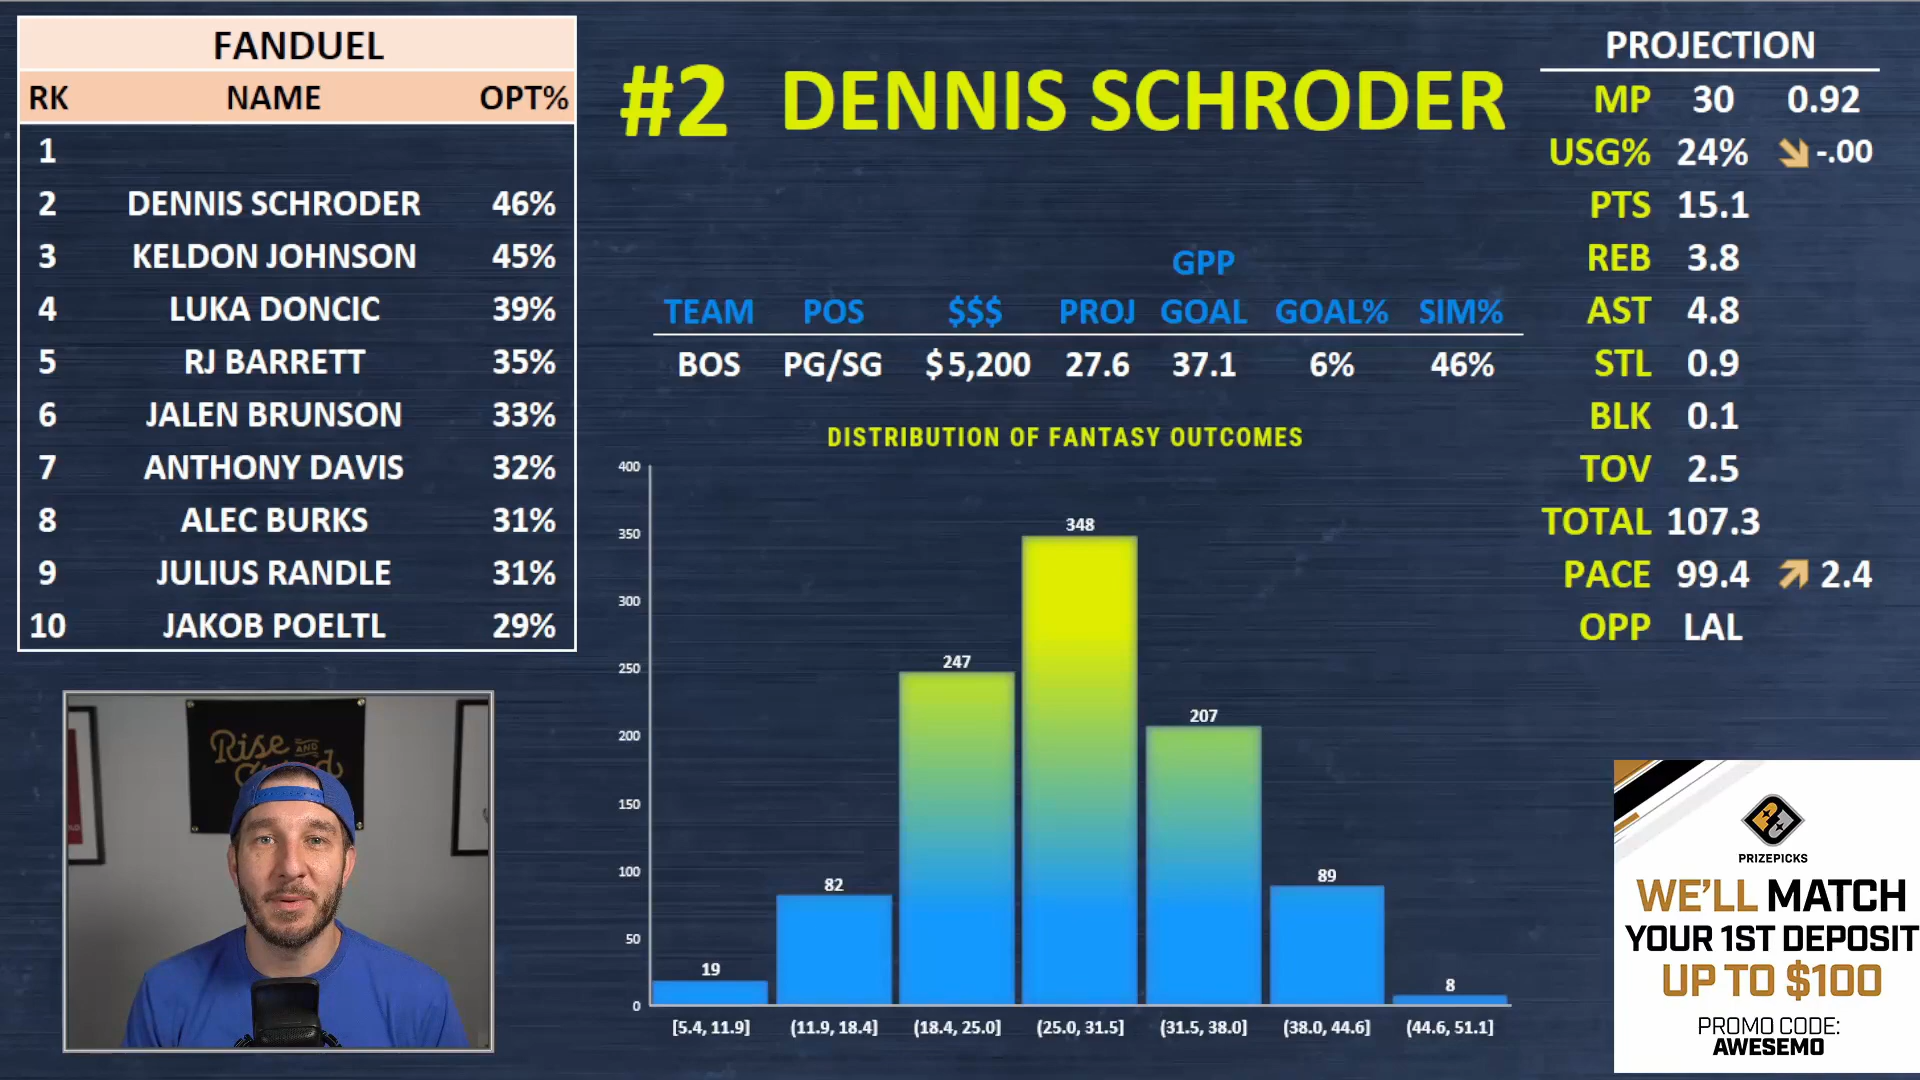 FANDUEL
RK NAME OPT%
1
2 DENNIS SCHRODER 46%
3 KELDON JOHNSON 45%
4 LUKA DONCIC 39%
5 RJ BARRETT 35%
6 JALEN BRUNSON 33%
7 ANTHONY DAVIS 32%
8 ALEC BURKS 31%
9 JULIUS RANDLE 31%
10 JAKOB POELTL 29%
#2 DENNIS SCHRODER
GPP
TEAM POS $$$ PROJ GOAL GOAL% SIM%
BOS PG/SG $5,200 27.6 37.1 6% 46%
DISTRIBUTION OF FANTASY OUTCOMES
400
350
300
250
200
150
100
50
0
19
82
247
348
207
89
8
[5.4, 11.9] (11.9, 18.4] (18.4, 25.0] (25.0, 31.5] (31.5, 38.0] (38.0, 44.6] (44.6, 51.1]
PROJECTION
MP 30 0.92
USG% 24% -.00
PTS 15.1
REB 3.8
AST 4.8
STL 0.9
BLK 0.1
TOV 2.5
TOTAL 107.3
PACE 99.4 2.4
OPP LAL
Rise AND
PRIZEPICKS
WE'LL MATCH
YOUR 1ST DEPOSIT
UP TO $100
PROMO CODE:
AWESEMO